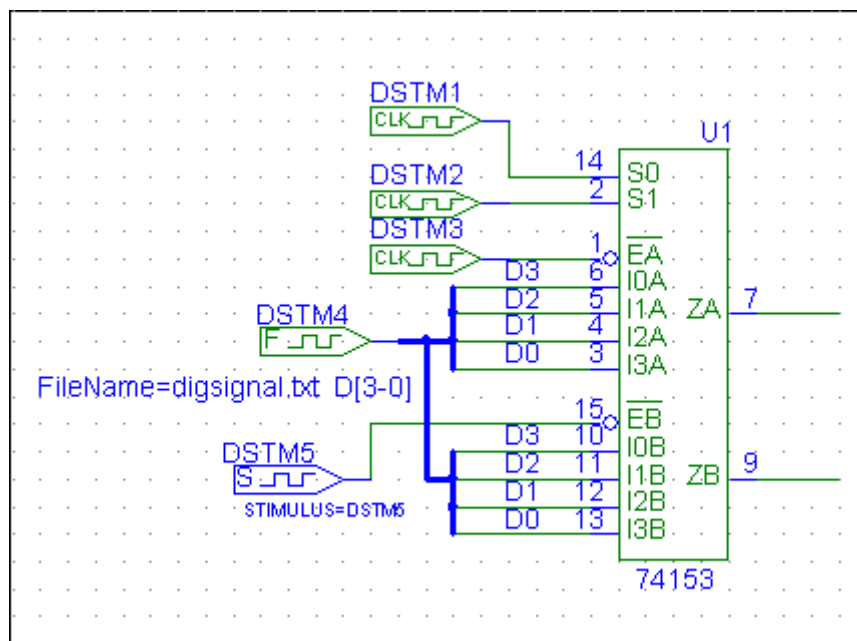 DSTM1
CLK
U1
14 S0
DSTM2
CLK
2 S1
DSTM3
CLK
1 EA
D3 6 I0A
D2 5 I1A ZA 7
DSTM4
F
D1 4 I2A
D0 3 I3A
FileName=digsignal.txt D[3-0]
15 EB
D3 10 I0B
DSTM5
S
D2 11 I1B ZB 9
STIMULUS=DSTM5
D1 12 I2B
D0 13 I3B
74153